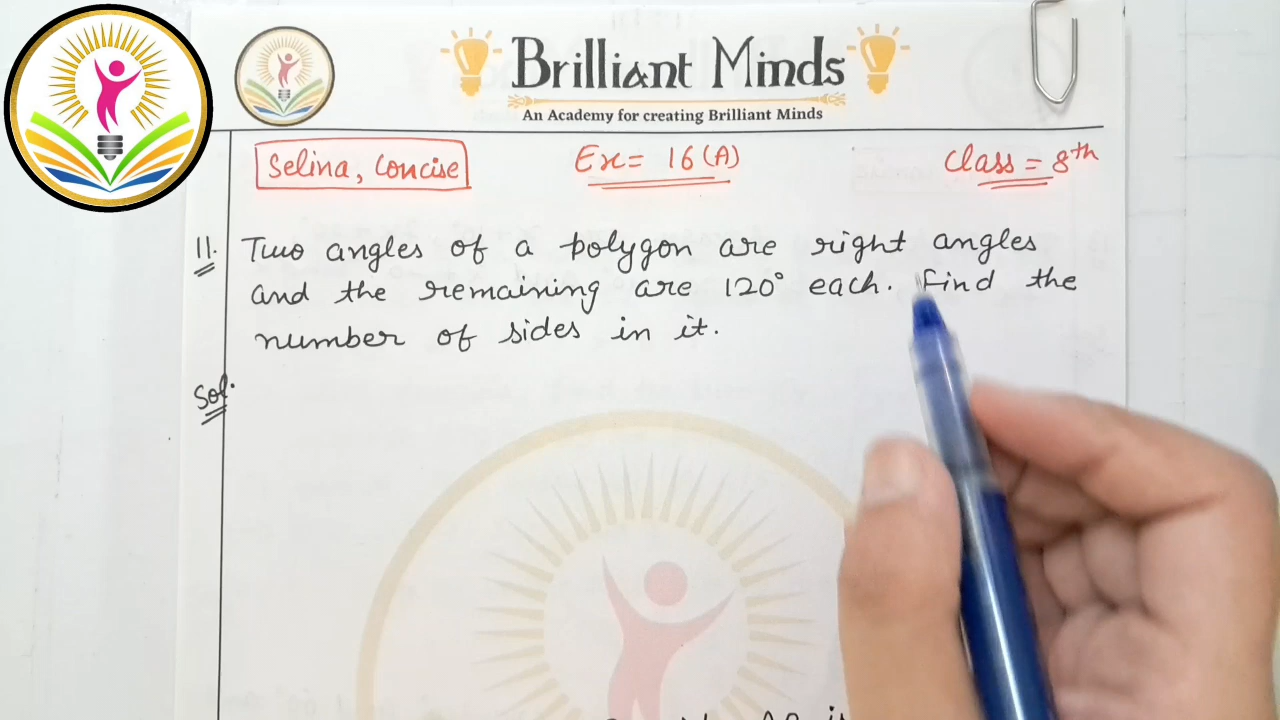 Brilliant Minds
An Academy for creating Brilliant Minds
Selina, Concise
Ex = 16 (A)
Class = 8th
11. Two angles of a polygon are right angles
and the remaining are 120° each. Find the
number of sides in it.
Sol.